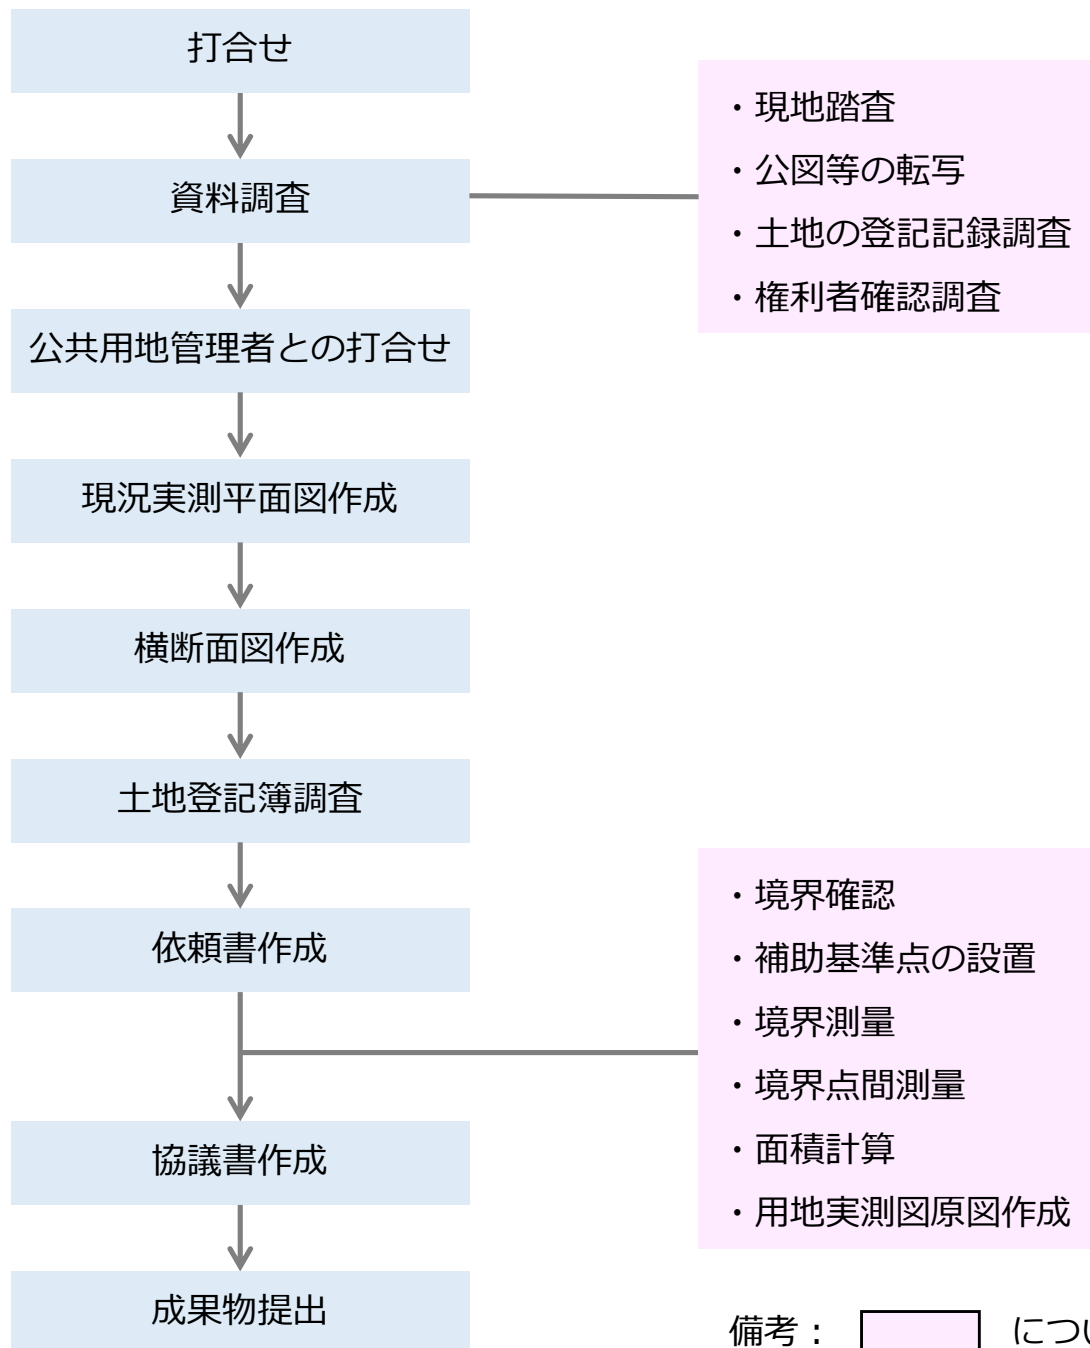 打合せ
資料調査
・現地踏査
・公図等の転写
・土地の登記記録調査
・権利者確認調査
公共用地管理者との打合せ
現況実測平面図作成
横断面図作成
土地登記簿調査
依頼書作成
・境界確認
・補助基準点の設置
・境界測量
・境界点間測量
・面積計算
・用地実測図原図作成
協議書作成
成果物提出
備考： につ